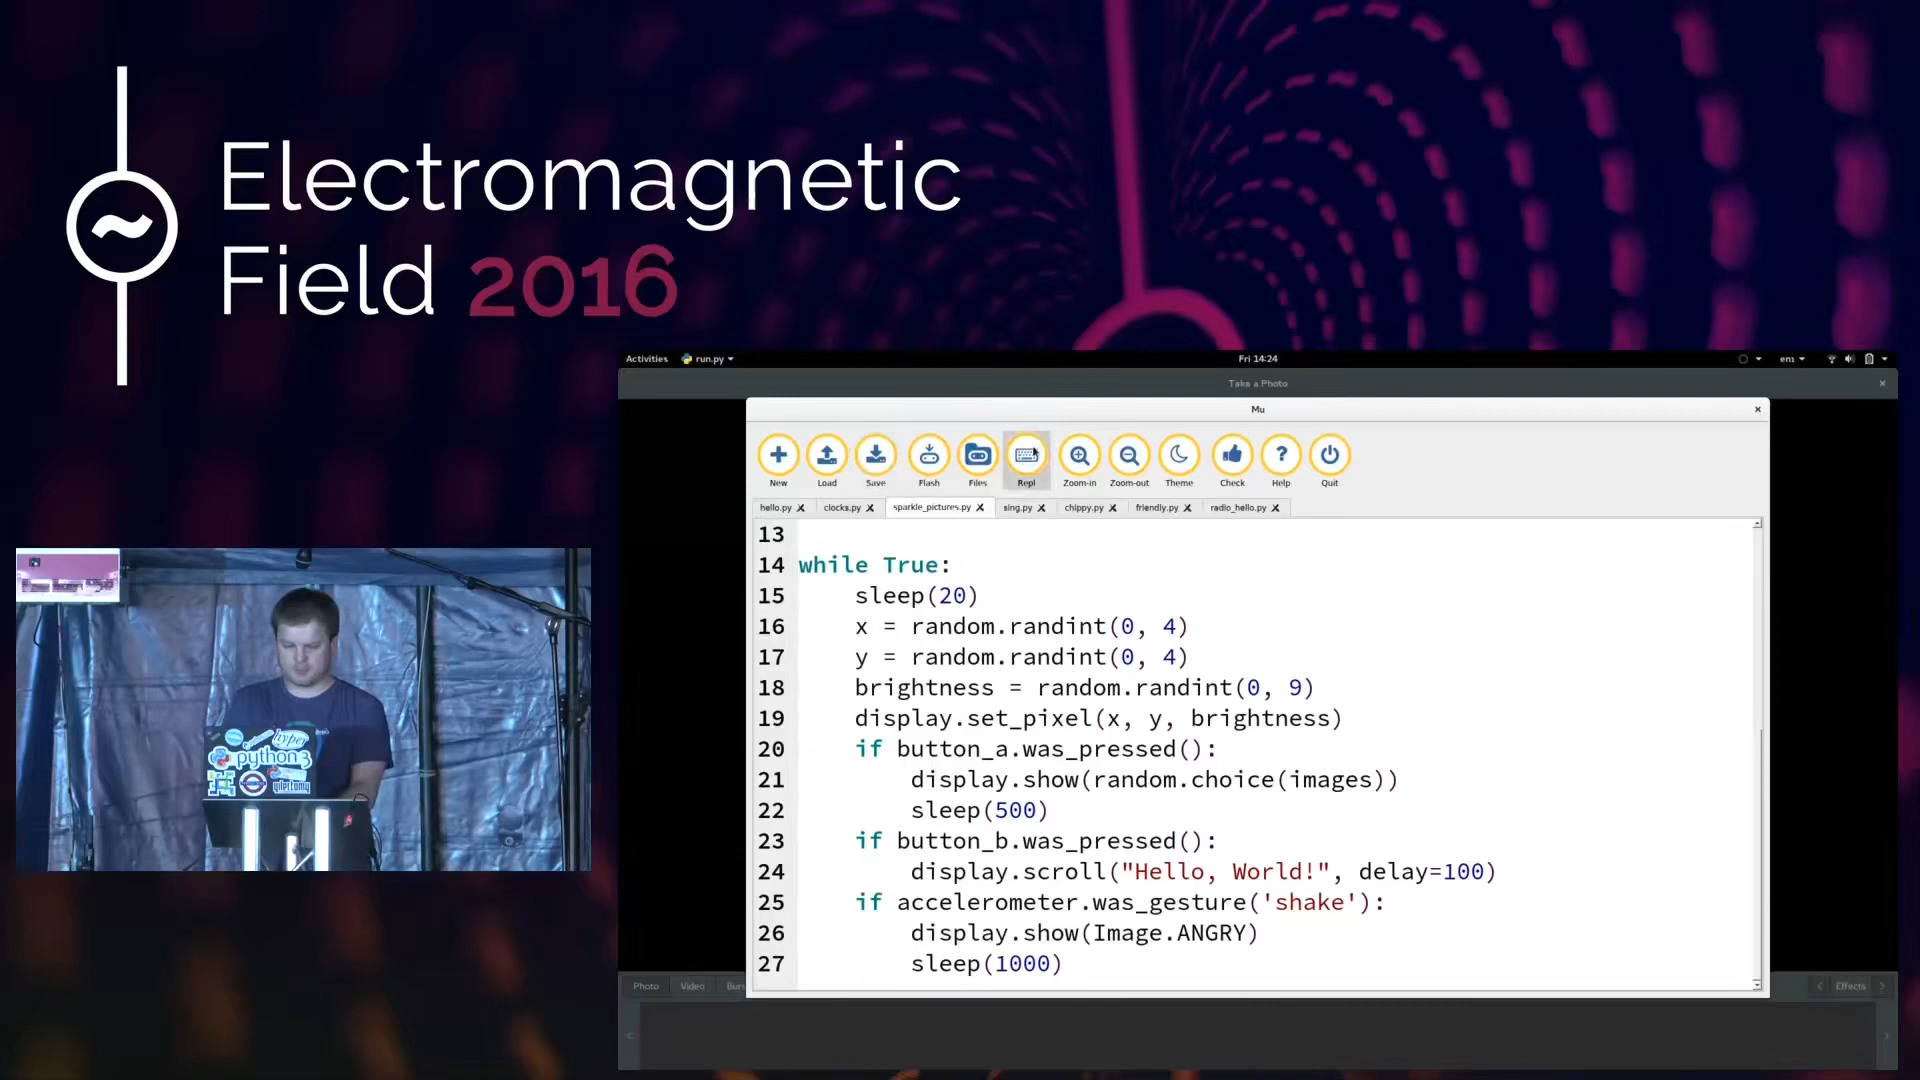 Electromagnetic
Field 2016
Activities run.py Fri 14:24 en1
Take a Photo
Mu
New Load Save Flash Files Repl Zoom-in Zoom-out Theme Check Help Quit
hello.py clocks.py sparkle_pictures.py sing.py chippy.py friendly.py radio_hello.py
13
14 while True:
15 sleep(20)
16 x = random.randint(0, 4)
17 y = random.randint(0, 4)
18 brightness = random.randint(0, 9)
19 display.set_pixel(x, y, brightness)
20 if button_a.was_pressed():
21 display.show(random.choice(images))
22 sleep(500)
23 if button_b.was_pressed():
24 display.scroll("Hello, World!", delay=100)
25 if accelerometer.was_gesture('shake'):
26 display.show(Image.ANGRY)
27 sleep(1000)
Photo Video Effects
hyper
python3